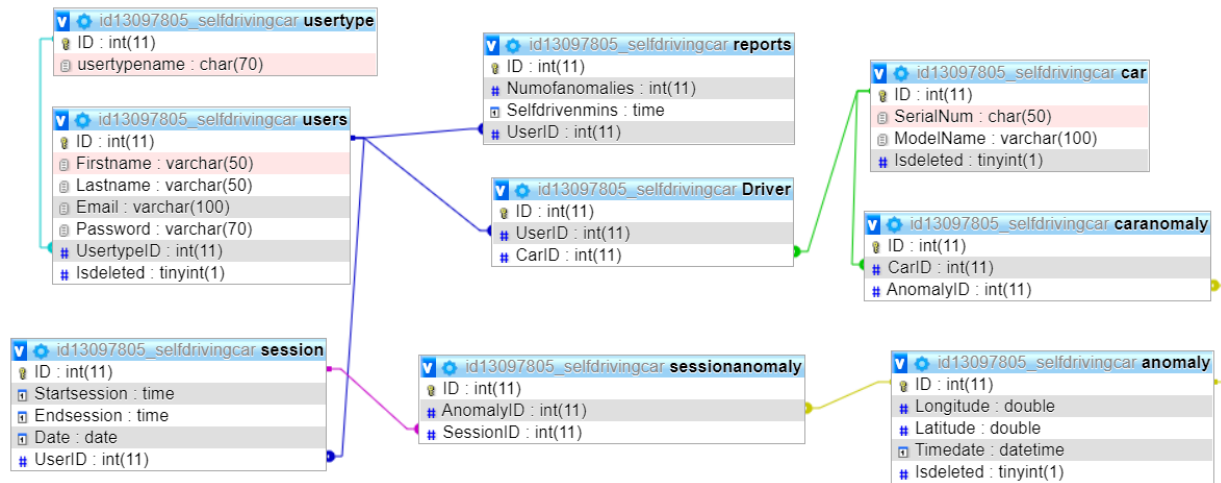 id13097805_selfdrivingcar usertype
ID : int(11)
usertypename : char(70)
id13097805_selfdrivingcar users
ID : int(11)
Firstname : varchar(50)
Lastname : varchar(50)
Email : varchar(100)
Password : varchar(70)
UsertypeID : int(11)
Isdeleted : tinyint(1)
id13097805_selfdrivingcar reports
ID : int(11)
Numofanomalies : int(11)
Selfdrivenmins : time
UserID : int(11)
id13097805_selfdrivingcar Driver
ID : int(11)
UserID : int(11)
CarID : int(11)
id13097805_selfdrivingcar car
ID : int(11)
SerialNum : char(50)
ModelName : varchar(100)
Isdeleted : tinyint(1)
id13097805_selfdrivingcar caranomaly
ID : int(11)
CarID : int(11)
AnomalyID : int(11)
id13097805_selfdrivingcar session
ID : int(11)
Startsession : time
Endsession : time
Date : date
UserID : int(11)
id13097805_selfdrivingcar sessionanomaly
ID : int(11)
AnomalyID : int(11)
SessionID : int(11)
id13097805_selfdrivingcar anomaly
ID : int(11)
Longitude : double
Latitude : double
Timedate : datetime
Isdeleted : tinyint(1)